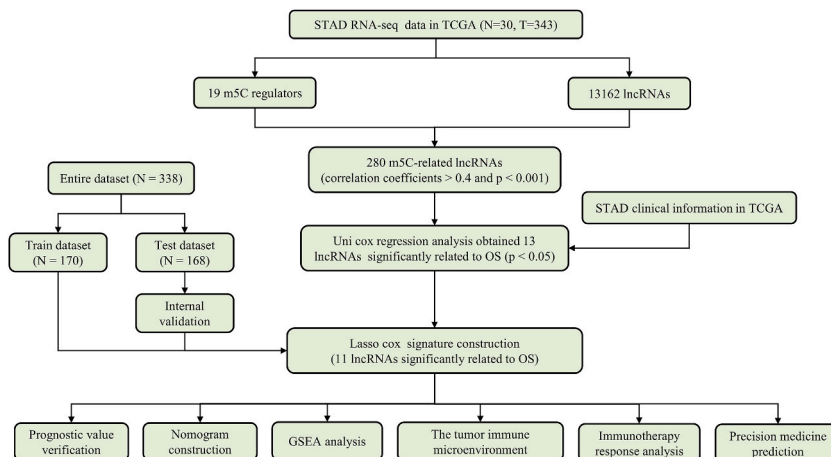 STAD RNA-seq data in TCGA (N=30, T=343)
19 m5C regulators
13162 lncRNAs
280 m5C-related lncRNAs
(correlation coefficients > 0.4 and p < 0.001)
Entire dataset (N = 338)
STAD clinical information in TCGA
Train dataset
(N = 170)
Test dataset
(N = 168)
Uni cox regression analysis obtained 13
lncRNAs significantly related to OS (p < 0.05)
Internal
validation
Lasso cox signature construction
(11 lncRNAs significantly related to OS)
Prognostic value
verification
Nomogram
construction
GSEA analysis
The tumor immune
microenvironment
Immunotherapy
response analysis
Precision medicine
prediction